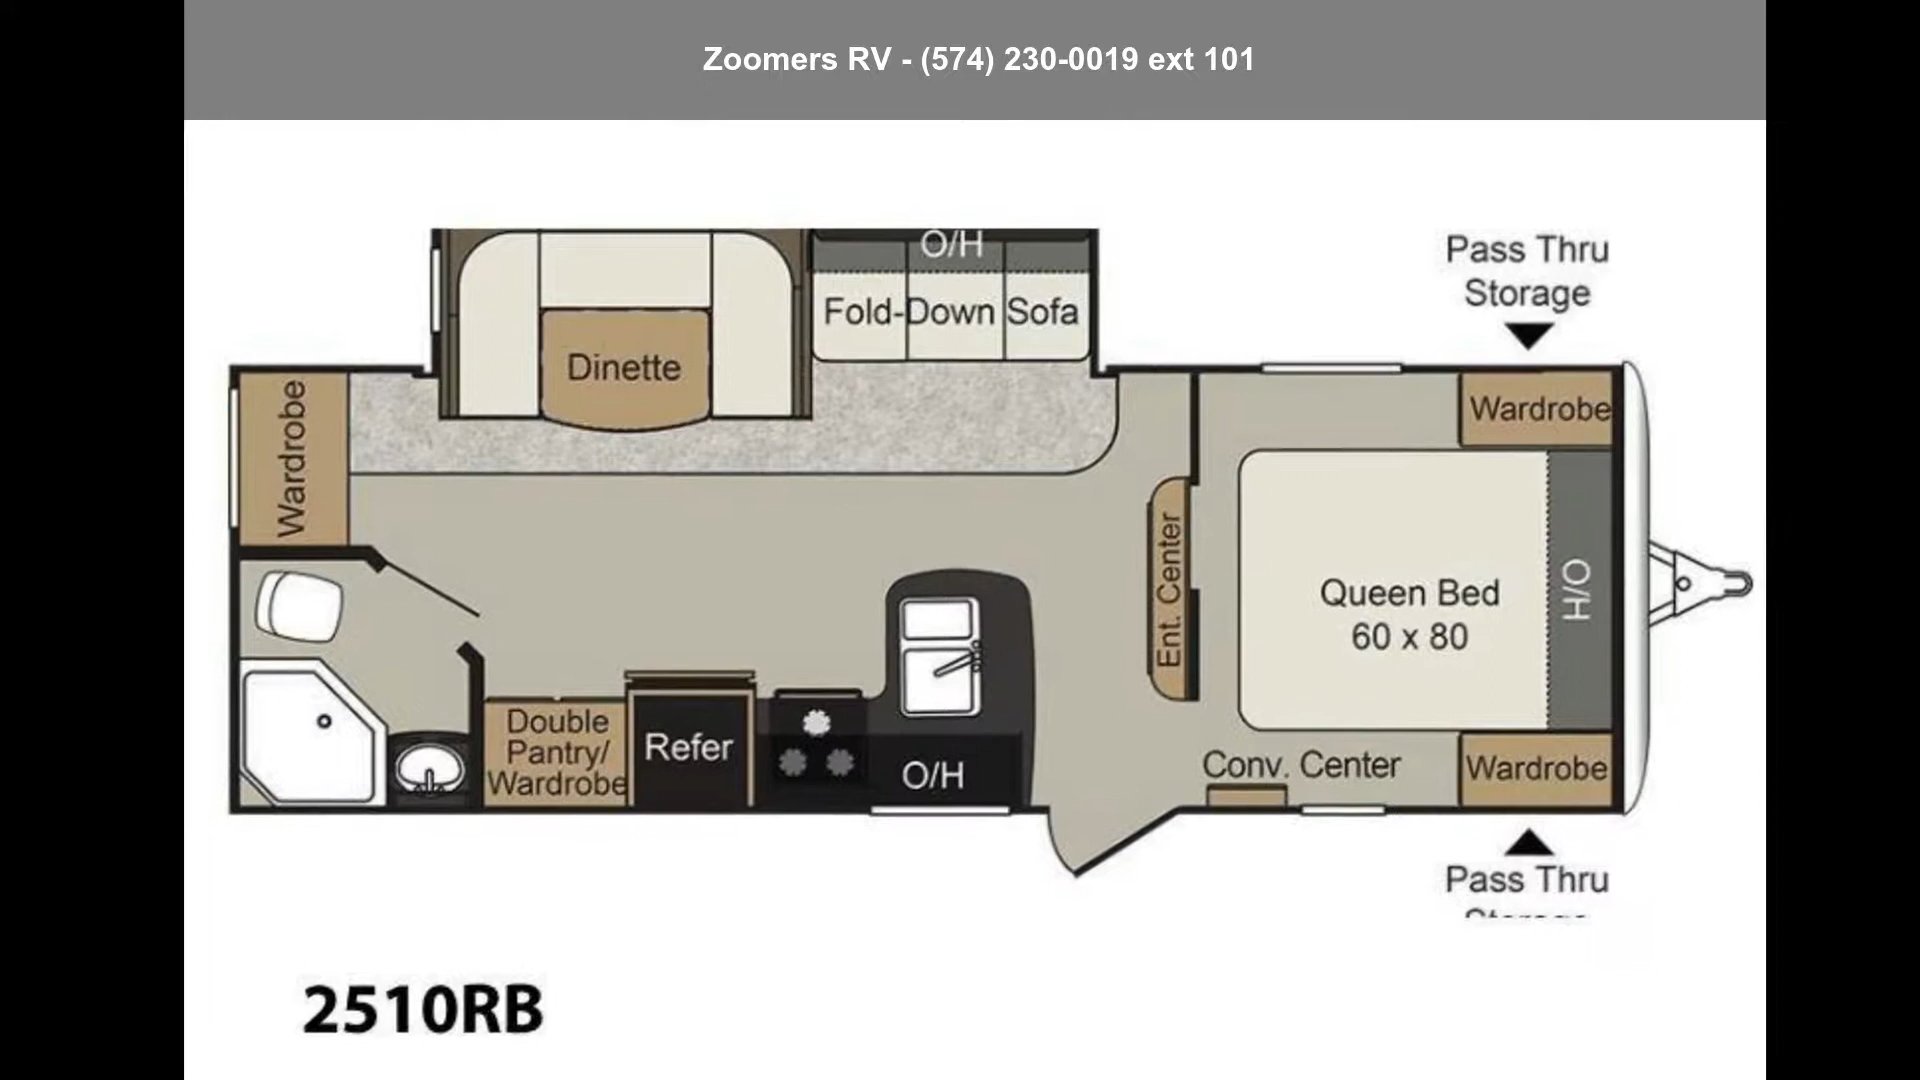 Zoomers RV - (574) 230-0019 ext 101
Pass Thru
Storage
O/H
Fold-Down Sofa
Dinette
Wardrobe
Wardrobe
Ent. Center
Queen Bed
60 x 80
O/H
Double
Pantry/
Wardrobe
Refer
O/H
Conv. Center
Wardrobe
Pass Thru
2510RB